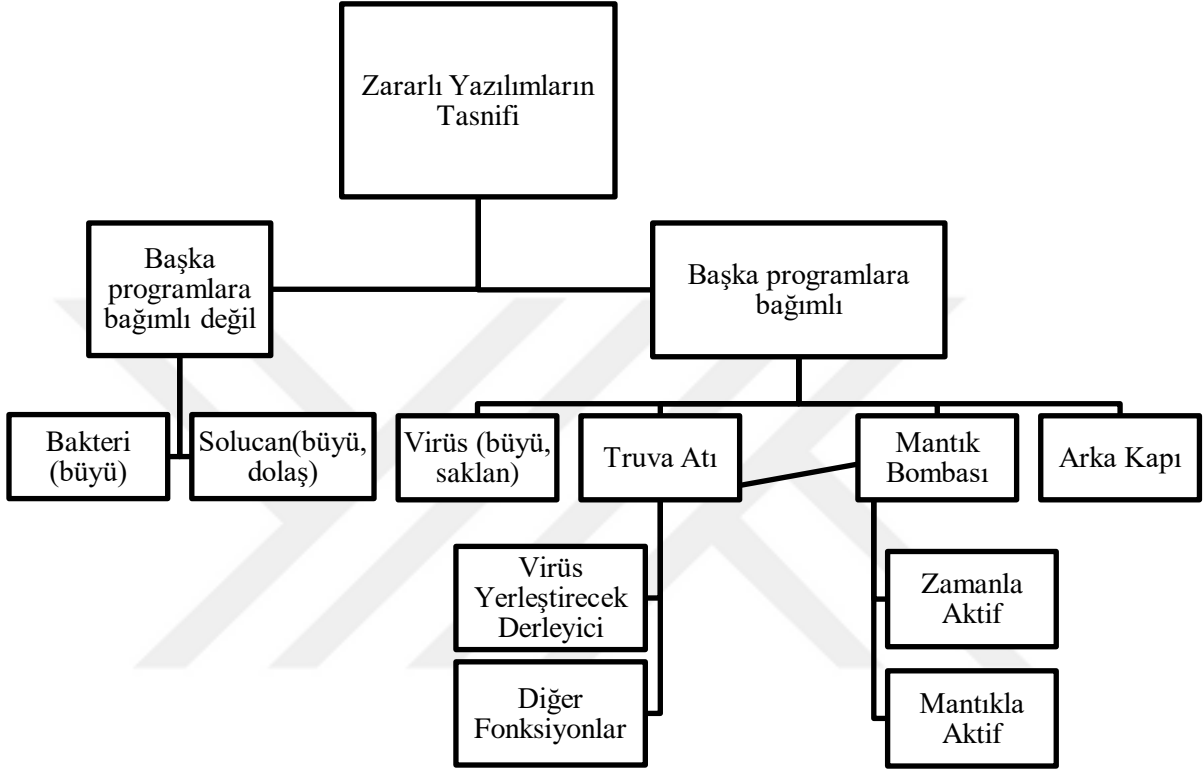 Zararlı Yazılımların
Tasnifi
Başka
programlara
bağımlı değil
Başka programlara
bağımlı
Bakteri
(büyü)
Solucan(büyü,
dolaş)
Virüs (büyü,
saklan)
Truva Atı
Mantık
Bombası
Arka Kapı
Virüs
Yerleştirecek
Derleyici
Zamanla
Aktif
Diğer
Fonksiyonlar
Mantıkla
Aktif